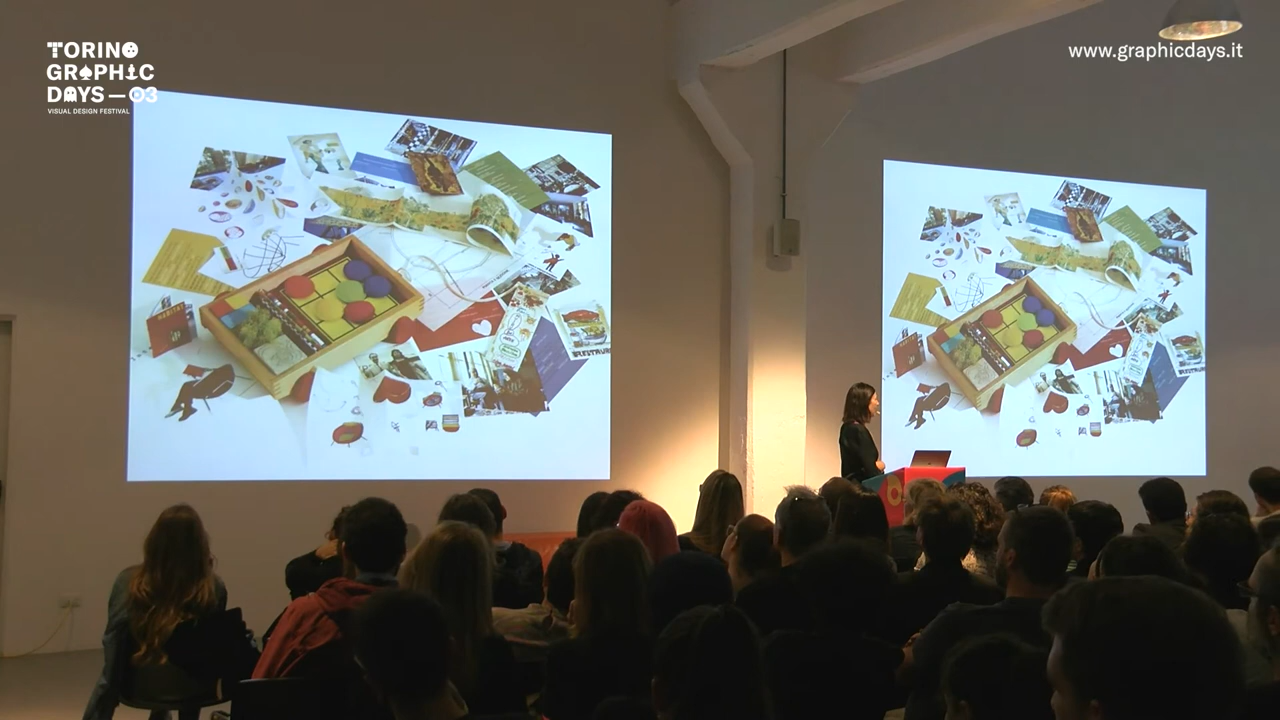 TORINO
GRAPHIC
DAYS—03
VISUAL DESIGN FESTIVAL
www.graphicdays.it